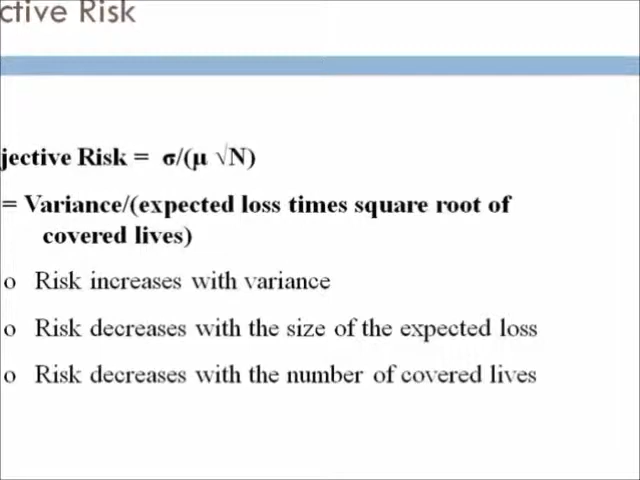 ctive Risk
jective Risk = σ/(μ √N)
= Variance/(expected loss times square root of
covered lives)
o Risk increases with variance
o Risk decreases with the size of the expected loss
o Risk decreases with the number of covered lives